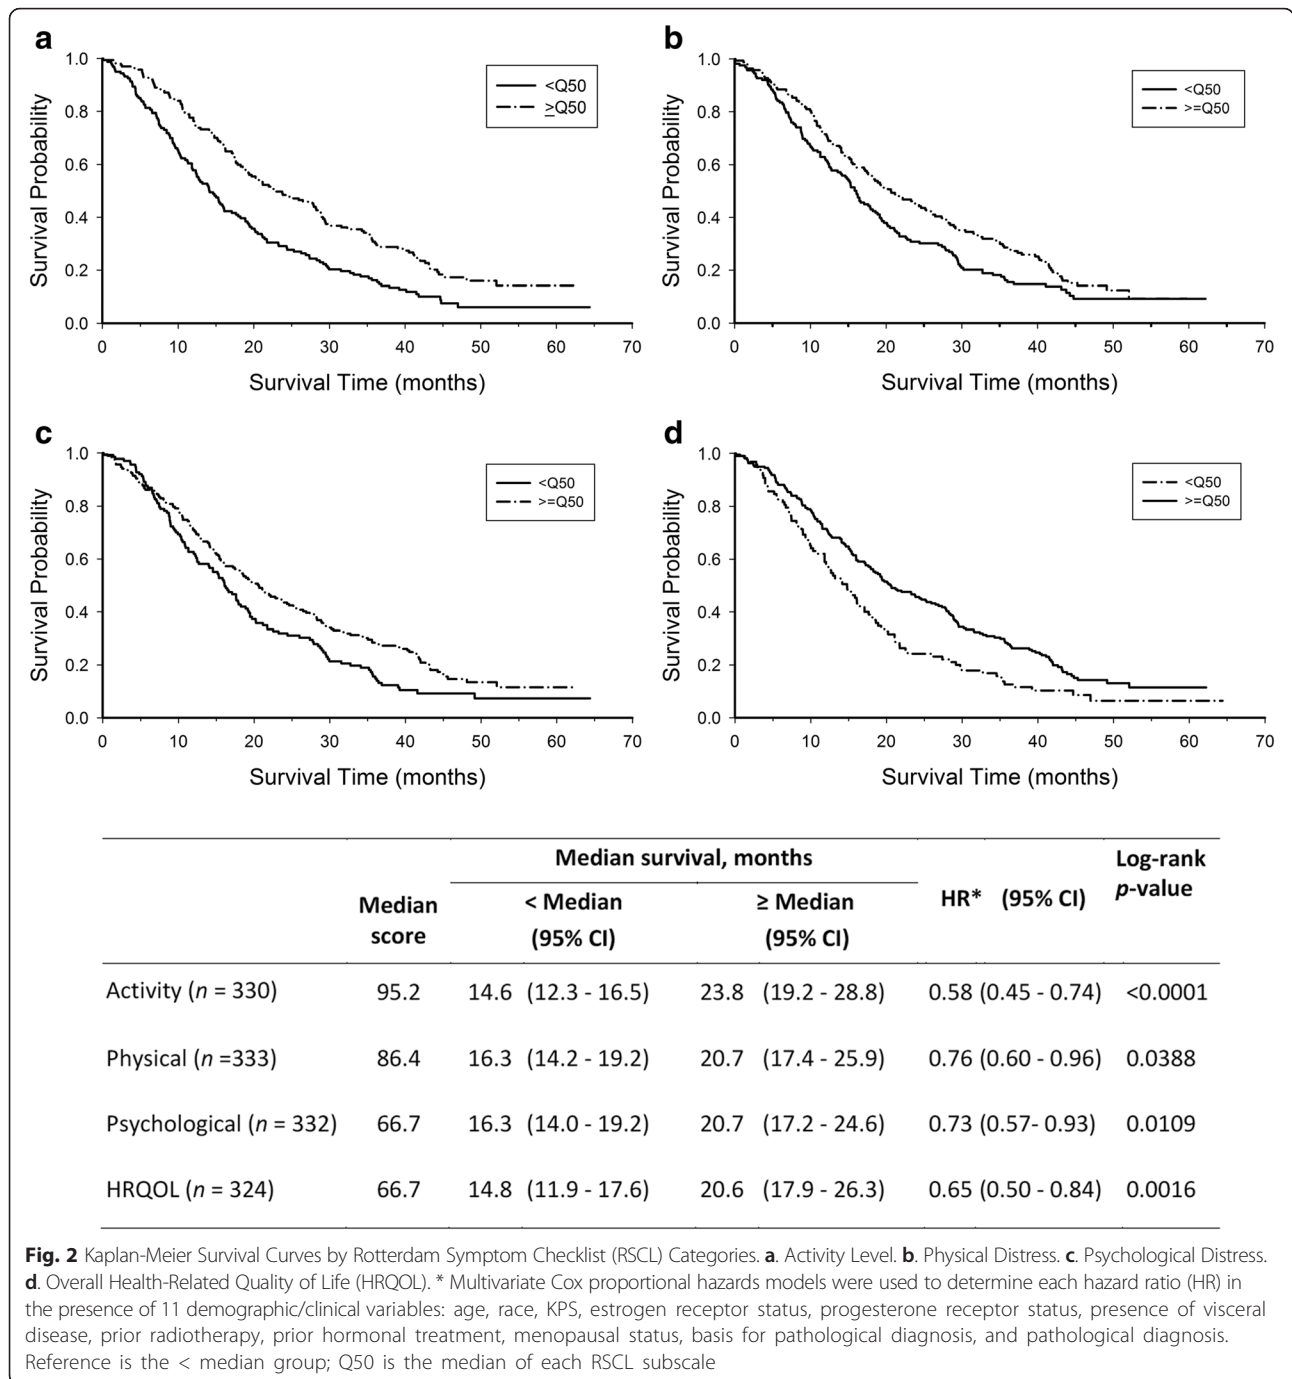 a
1.0
0.8
0.6
0.4
0.2
0.0
Survival Probability
0 10 20 30 40 50 60 70
Survival Time (months)
<Q50
≥Q50
b
1.0
0.8
0.6
0.4
0.2
0.0
Survival Probability
0 10 20 30 40 50 60 70
Survival Time (months)
<Q50
>=Q50
c
1.0
0.8
0.6
0.4
0.2
0.0
Survival Probability
0 10 20 30 40 50 60 70
Survival Time (months)
<Q50
>=Q50
d
1.0
0.8
0.6
0.4
0.2
0.0
Survival Probability
0 10 20 30 40 50 60 70
Survival Time (months)
<Q50
>=Q50
Median survival, months
Log-rank
p-value
Median
score
< Median
(95% CI)
≥ Median
(95% CI)
HR* (95% CI)
Activity (n = 330) 95.2 14.6 (12.3 - 16.5) 23.8 (19.2 - 28.8) 0.58 (0.45 - 0.74) <0.0001
Physical (n =333) 86.4 16.3 (14.2 - 19.2) 20.7 (17.4 - 25.9) 0.76 (0.60 - 0.96) 0.0388
Psychological (n = 332) 66.7 16.3 (14.0 - 19.2) 20.7 (17.2 - 24.6) 0.73 (0.57- 0.93) 0.0109
HRQOL (n = 324) 66.7 14.8 (11.9 - 17.6) 20.6 (17.9 - 26.3) 0.65 (0.50 - 0.84) 0.0016
Fig. 2 Kaplan-Meier Survival Curves by Rotterdam Symptom Checklist (RSCL) Categories. a. Activity Level. b. Physical Distress. c. Psychological Distress.
d. Overall Health-Related Quality of Life (HRQOL). * Multivariate Cox proportional hazards models were used to determine each hazard ratio (HR) in
the presence of 11 demographic/clinical variables: age, race, KPS, estrogen receptor status, progesterone receptor status, presence of visceral
disease, prior radiotherapy, prior hormonal treatment, menopausal status, basis for pathological diagnosis, and pathological diagnosis.
Reference is the < median group; Q50 is the median of each RSCL subscale